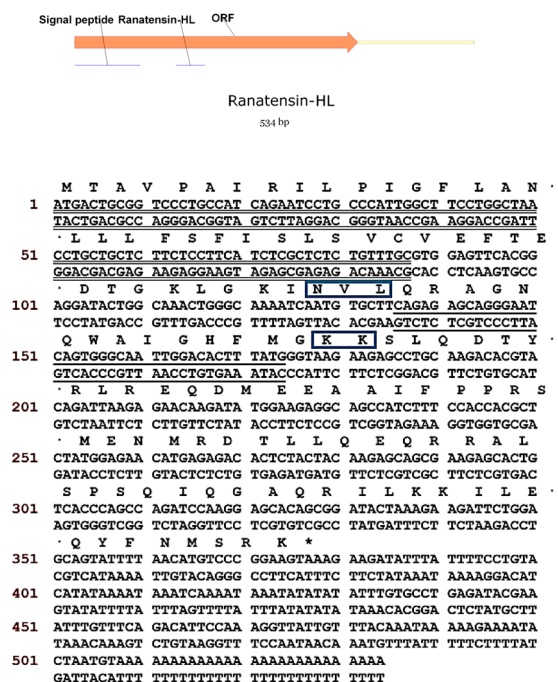 Signal peptide Ranatensin-HL ORF
Ranatensin-HL
534 bp
M T A V P A I R I L P I G F L A N ·
1 ATGACTGCGG TCCCTGCCAT CAGAATCCTG CCCATTGGCT TCCTGGCTAA
TACTGACGCC AGGGACGGTA GTCTTAGGAC GGGTAACCGA AGGACCGATT
· L L L F S F I S L S V C V E F T E
51 CCTGCTGCTC TTCTCCTTCA TCTCGCTCTC TGTTTGCGTG GAGTTCACGG
GGACGACGAG AAGAGGAAGT AGAGCGAGAG ACAAACGCAC CTCAAGTGCC
· D T G K L G K I N V L Q R A G N
101 AGGATACTGG CAAACTGGGC AAAATCAATG TGCTTCAGAG AGCAGGGAAT
TCCTATGACC GTTTGACCCG TTTTAGTTAC ACGAAGTCTC TCGTCCCTTA
Q W A I G H F M G K K S L Q D T Y ·
151 CAGTGGGCAA TTGGACACTT TATGGGTAAG AAGAGCCTGC AAGACACGTA
GTCACCCGTT AACCTGTGAA ATACCCATTC TTCTCGGACG TTCTGTGCAT
· R L R E Q D M E E A A I F P P R S
201 CAGATTAAGA GAACAAGATA TGGAAGAGGC AGCCATCTTT CCACCACGCT
GTCTAATTCT CTTGTTCTAT ACCTTCTCCG TCGGTAGAAA GGTGGTGCGA
· M E N M R D T L L Q E Q R R A L
251 CTATGGAGAA CATGAGAGAC ACTCTACTAC AAGAGCAGCG AAGAGCACTG
GATACCTCTT GTACTCTCTG TGAGATGATG TTCTCGTCGC TTCTCGTGAC
S P S Q I Q G A Q R I L K K I L E ·
301 TCACCCAGCC AGATCCAAGG AGCACAGCGG ATACTAAAGA AGATTCTGGA
AGTGGGTCGG TCTAGGTTCC TCGTGTCGCC TATGATTTCT TCTAAGACCT
· Q Y F N M S R K *
351 GCAGTATTTT AACATGTCCC GGAAGTAAAG AAGATATTTA TTTTCCTGTA
CGTCATAAAA TTGTACAGGG CCTTCATTTC TTCTATAAAT AAAAGGACAT
401 CATATAAAAT AAATCAAAAT AAATATATAT ATTTGTGCCT GAGATACGAA
GTATATTTTA TTTAGTTTTA TTTATATATA TAAACACGGA CTCTATGCTT
451 ATTTGTTTCA GACATTCCAA AGGTTATTGT TTACAAATAA AAAGAAAATA
TAAACAAAGT CTGTAAGGTT TCCAATAACA AATGTTTATT TTTCTTTTAT
501 CTAATGTAAA AAAAAAAAAA AAAAAAAAAA AAAA
GATTACATTT TTTTTTTTTT TTTTTTTTTT TTTT